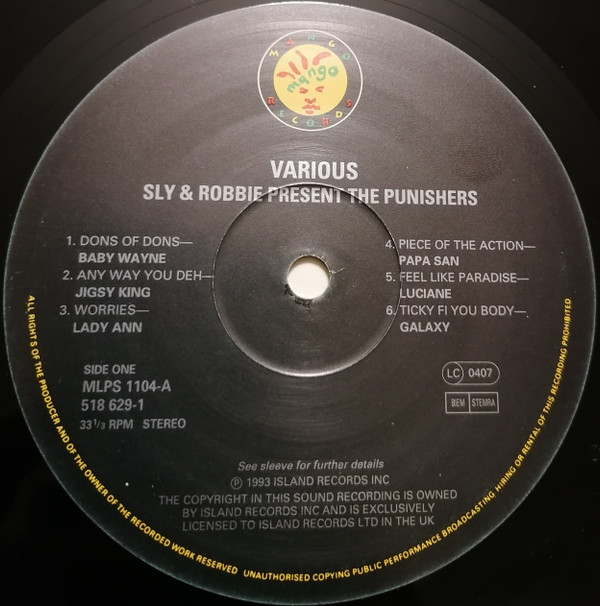 MANGO
mango
RECORDS
VARIOUS
SLY & ROBBIE PRESENT THE PUNISHERS
1. DONS OF DONS—
BABY WAYNE
2. ANY WAY YOU DEH—
JIGSY KING
3. WORRIES—
LADY ANN
4. PIECE OF THE ACTION—
PAPA SAN
5. FEEL LIKE PARADISE—
LUCIANE
6. TICKY FI YOU BODY—
GALAXY
SIDE ONE
MLPS 1104-A
518 629-1
33 1/3 RPM STEREO
LC 0407
BIEM STEMRA
See sleeve for further details
Ⓟ 1993 ISLAND RECORDS INC
THE COPYRIGHT IN THIS SOUND RECORDING IS OWNED
BY ISLAND RECORDS INC AND IS EXCLUSIVELY
LICENSED TO ISLAND RECORDS LTD IN THE UK
ALL RIGHTS OF THE PRODUCER AND OF THE OWNER OF THE RECORDED WORK RESERVED UNAUTHORISED COPYING PUBLIC PERFORMANCE BROADCASTING HIRING OR RENTAL OF THIS RECORDING PROHIBITED